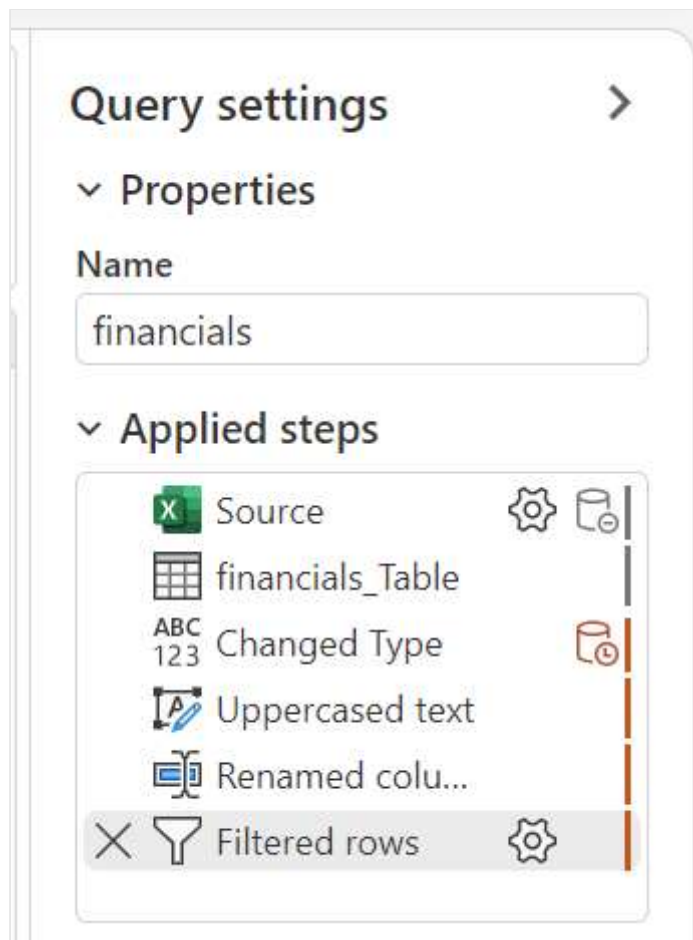 Query settings
Properties
Name
financials
Applied steps
Source
financials_Table
ABC
123 Changed Type
Uppercased text
Renamed colu...
Filtered rows